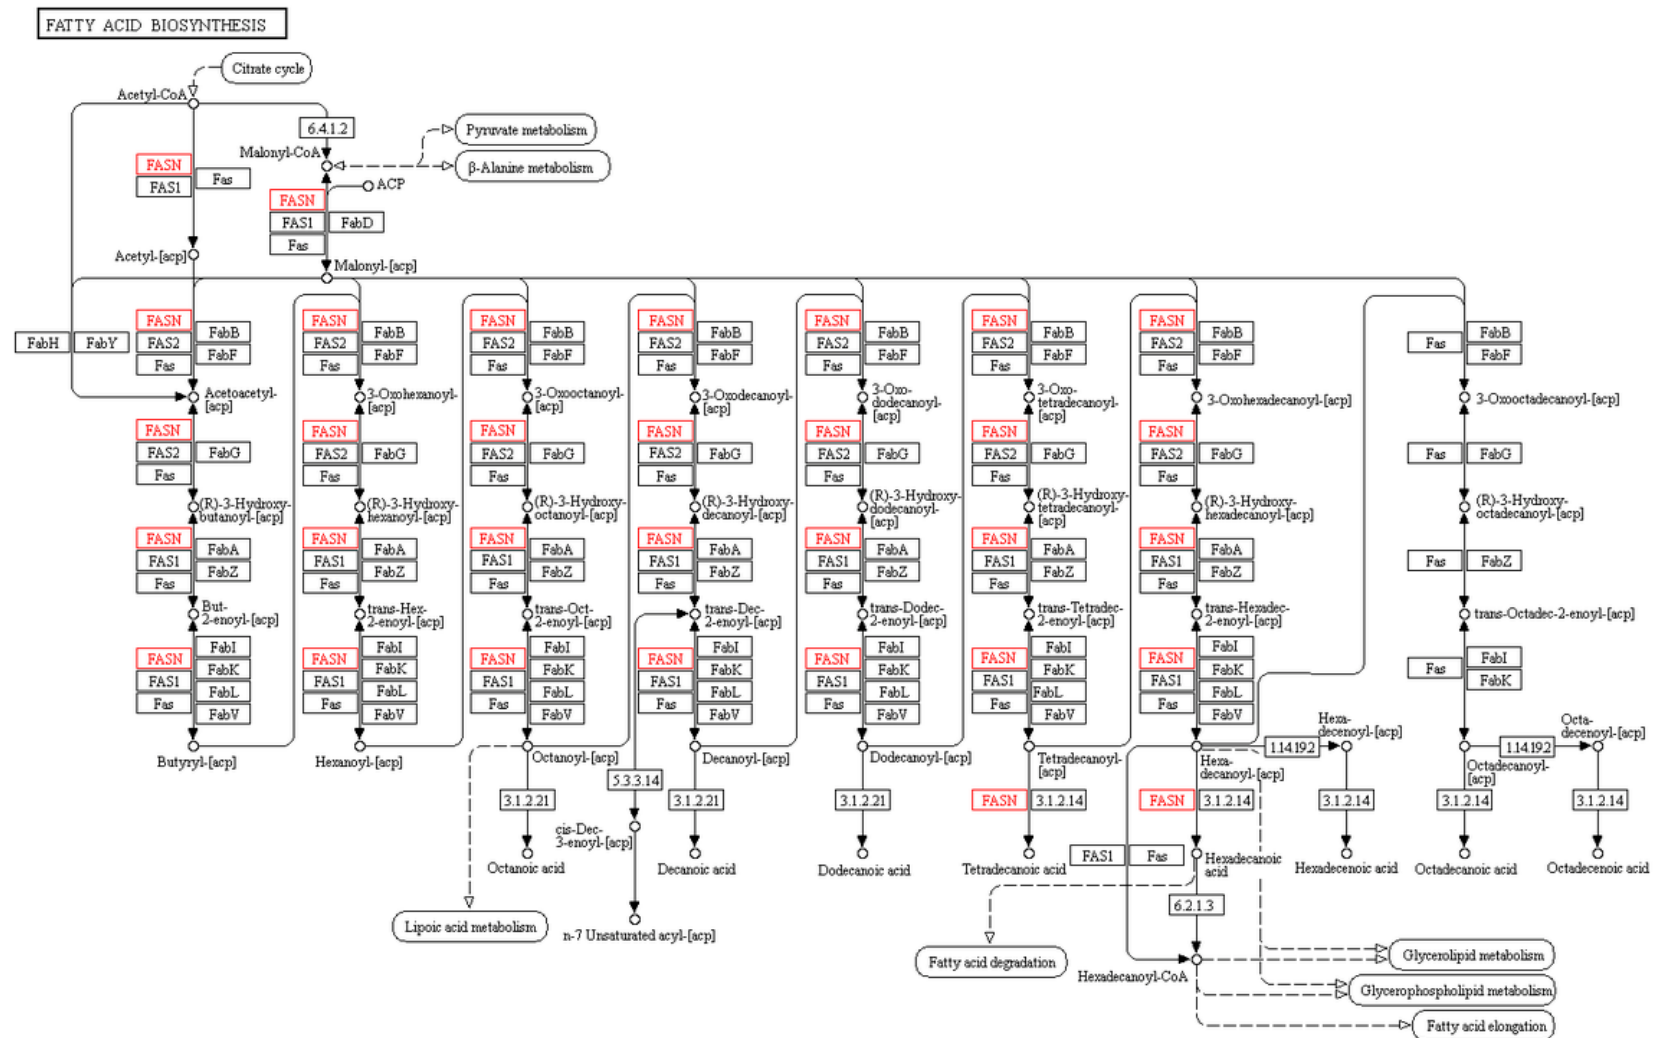 FATTY ACID BIOSYNTHESIS
Citrate cycle
Acetyl-CoA
6.4.1.2
Pyruvate metabolism
Malonyl-CoA
β-Alanine metabolism
FASN
Fas
FAS1
ACP
FASN
FAS1 FabD
Fas
Acetyl-[acp]
Malonyl-[acp]
FASN FASN FASN FASN FASN FASN FASN
FabB FabB FabB FabB FabB FabB FabB FabB
FabH FabY FAS2 FAS2 FAS2 FAS2 FAS2 FAS2 FAS2 Fas
FabF FabF FabF FabF FabF FabF FabF FabF
Fas Fas Fas Fas Fas Fas Fas
Acetoacetyl-
[acp]
3-Oxohexanoyl-
[acp]
3-Oxooctanoyl-
[acp]
3-Oxodecanoyl-
[acp]
3-Oxo-
dodecanoyl-
[acp]
3-Oxo-
tetradecanoyl-
[acp]
3-Oxohexadecanoyl-[acp]
3-Oxooctadecanoyl-[acp]
FASN FASN FASN FASN FASN FASN FASN
FAS2 FabG FAS2 FabG FAS2 FabG FAS2 FabG FAS2 FabG FAS2 FabG FAS2 FabG Fas FabG
Fas Fas Fas Fas Fas Fas Fas
(R)-3-Hydroxy-
butanoyl-[acp]
(R)-3-Hydroxy-
hexanoyl-[acp]
(R)-3-Hydroxy-
octanoyl-[acp]
(R)-3-Hydroxy-
decanoyl-[acp]
(R)-3-Hydroxy-
dodecanoyl-
[acp]
(R)-3-Hydroxy-
tetradecanoyl-
[acp]
(R)-3-Hydroxy-
hexadecanoyl-[acp]
(R)-3-Hydroxy-
octadecanoyl-[acp]
FASN FASN FASN FASN FASN FASN FASN
FabA FabA FabA FabA FabA FabA FabA
FAS1 FAS1 FAS1 FAS1 FAS1 FAS1 FAS1 Fas FabZ
FabZ FabZ FabZ FabZ FabZ FabZ FabZ
Fas Fas Fas Fas Fas Fas Fas
But-
2-enoyl-[acp]
trans-Hex-
2-enoyl-[acp]
trans-Oct-
2-enoyl-[acp]
trans-Dec-
2-enoyl-[acp]
trans-Dodec-
2-enoyl-[acp]
trans-Tetradec-
2-enoyl-[acp]
trans-Hexadec-
2-enoyl-[acp]
trans-Octadec-2-enoyl-[acp]
FabI FabI FabI FabI FabI FabI FabI FabI
FASN FASN FASN FASN FASN FASN FASN Fas
FabK FabK FabK FabK FabK FabK FabK FabK
FAS1 FAS1 FAS1 FAS1 FAS1 FAS1 FAS1
FabL FabL FabL FabL FabL FabL FabL
Fas Fas Fas Fas Fas Fas Fas
FabV FabV FabV FabV FabV FabV FabV
Butyryl-[acp]
Hexanoyl-[acp]
Octanoyl-[acp]
Decanoyl-[acp]
Dodecanoyl-[acp]
Tetradecanoyl-
[acp]
Hexa-
decanoyl-[acp]
1.14.19.2
Hexa-
decenoyl-[acp]
Octadecanoyl-
[acp]
1.14.19.2
Octa-
decenoyl-[acp]
5.3.3.14
3.1.2.21 3.1.2.21 3.1.2.21 FASN 3.1.2.14 FASN 3.1.2.14 3.1.2.14 3.1.2.14 3.1.2.14
cis-Dec-
3-enoyl-[acp]
FAS1 Fas
Octanoic acid
Decanoic acid
Dodecanoic acid
Tetradecanoic acid
Hexadecanoic
acid
Hexadecenoic acid
Octadecanoic acid
Octadecenoic acid
6.2.1.3
Lipoic acid metabolism
n-7 Unsaturated acyl-[acp]
Fatty acid degradation
Hexadecanoyl-CoA
Glycerolipid metabolism
Glycerophospholipid metabolism
Fatty acid elongation